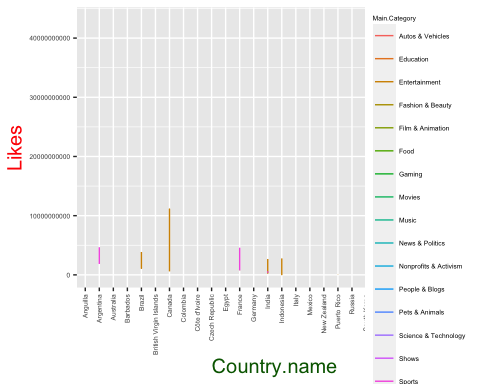 Likes
40000000000
30000000000
20000000000
10000000000
0
Anguilla
Argentina
Australia
Barbados
Brazil
British Virgin Islands
Canada
Colombia
Côte d'Ivoire
Czech Republic
Egypt
France
Germany
India
Indonesia
Italy
Mexico
New Zealand
Puerto Rico
Russia
Country.name
Main.Category
Autos & Vehicles
Education
Entertainment
Fashion & Beauty
Film & Animation
Food
Gaming
Movies
Music
News & Politics
Nonprofits & Activism
People & Blogs
Pets & Animals
Science & Technology
Shows
Sports